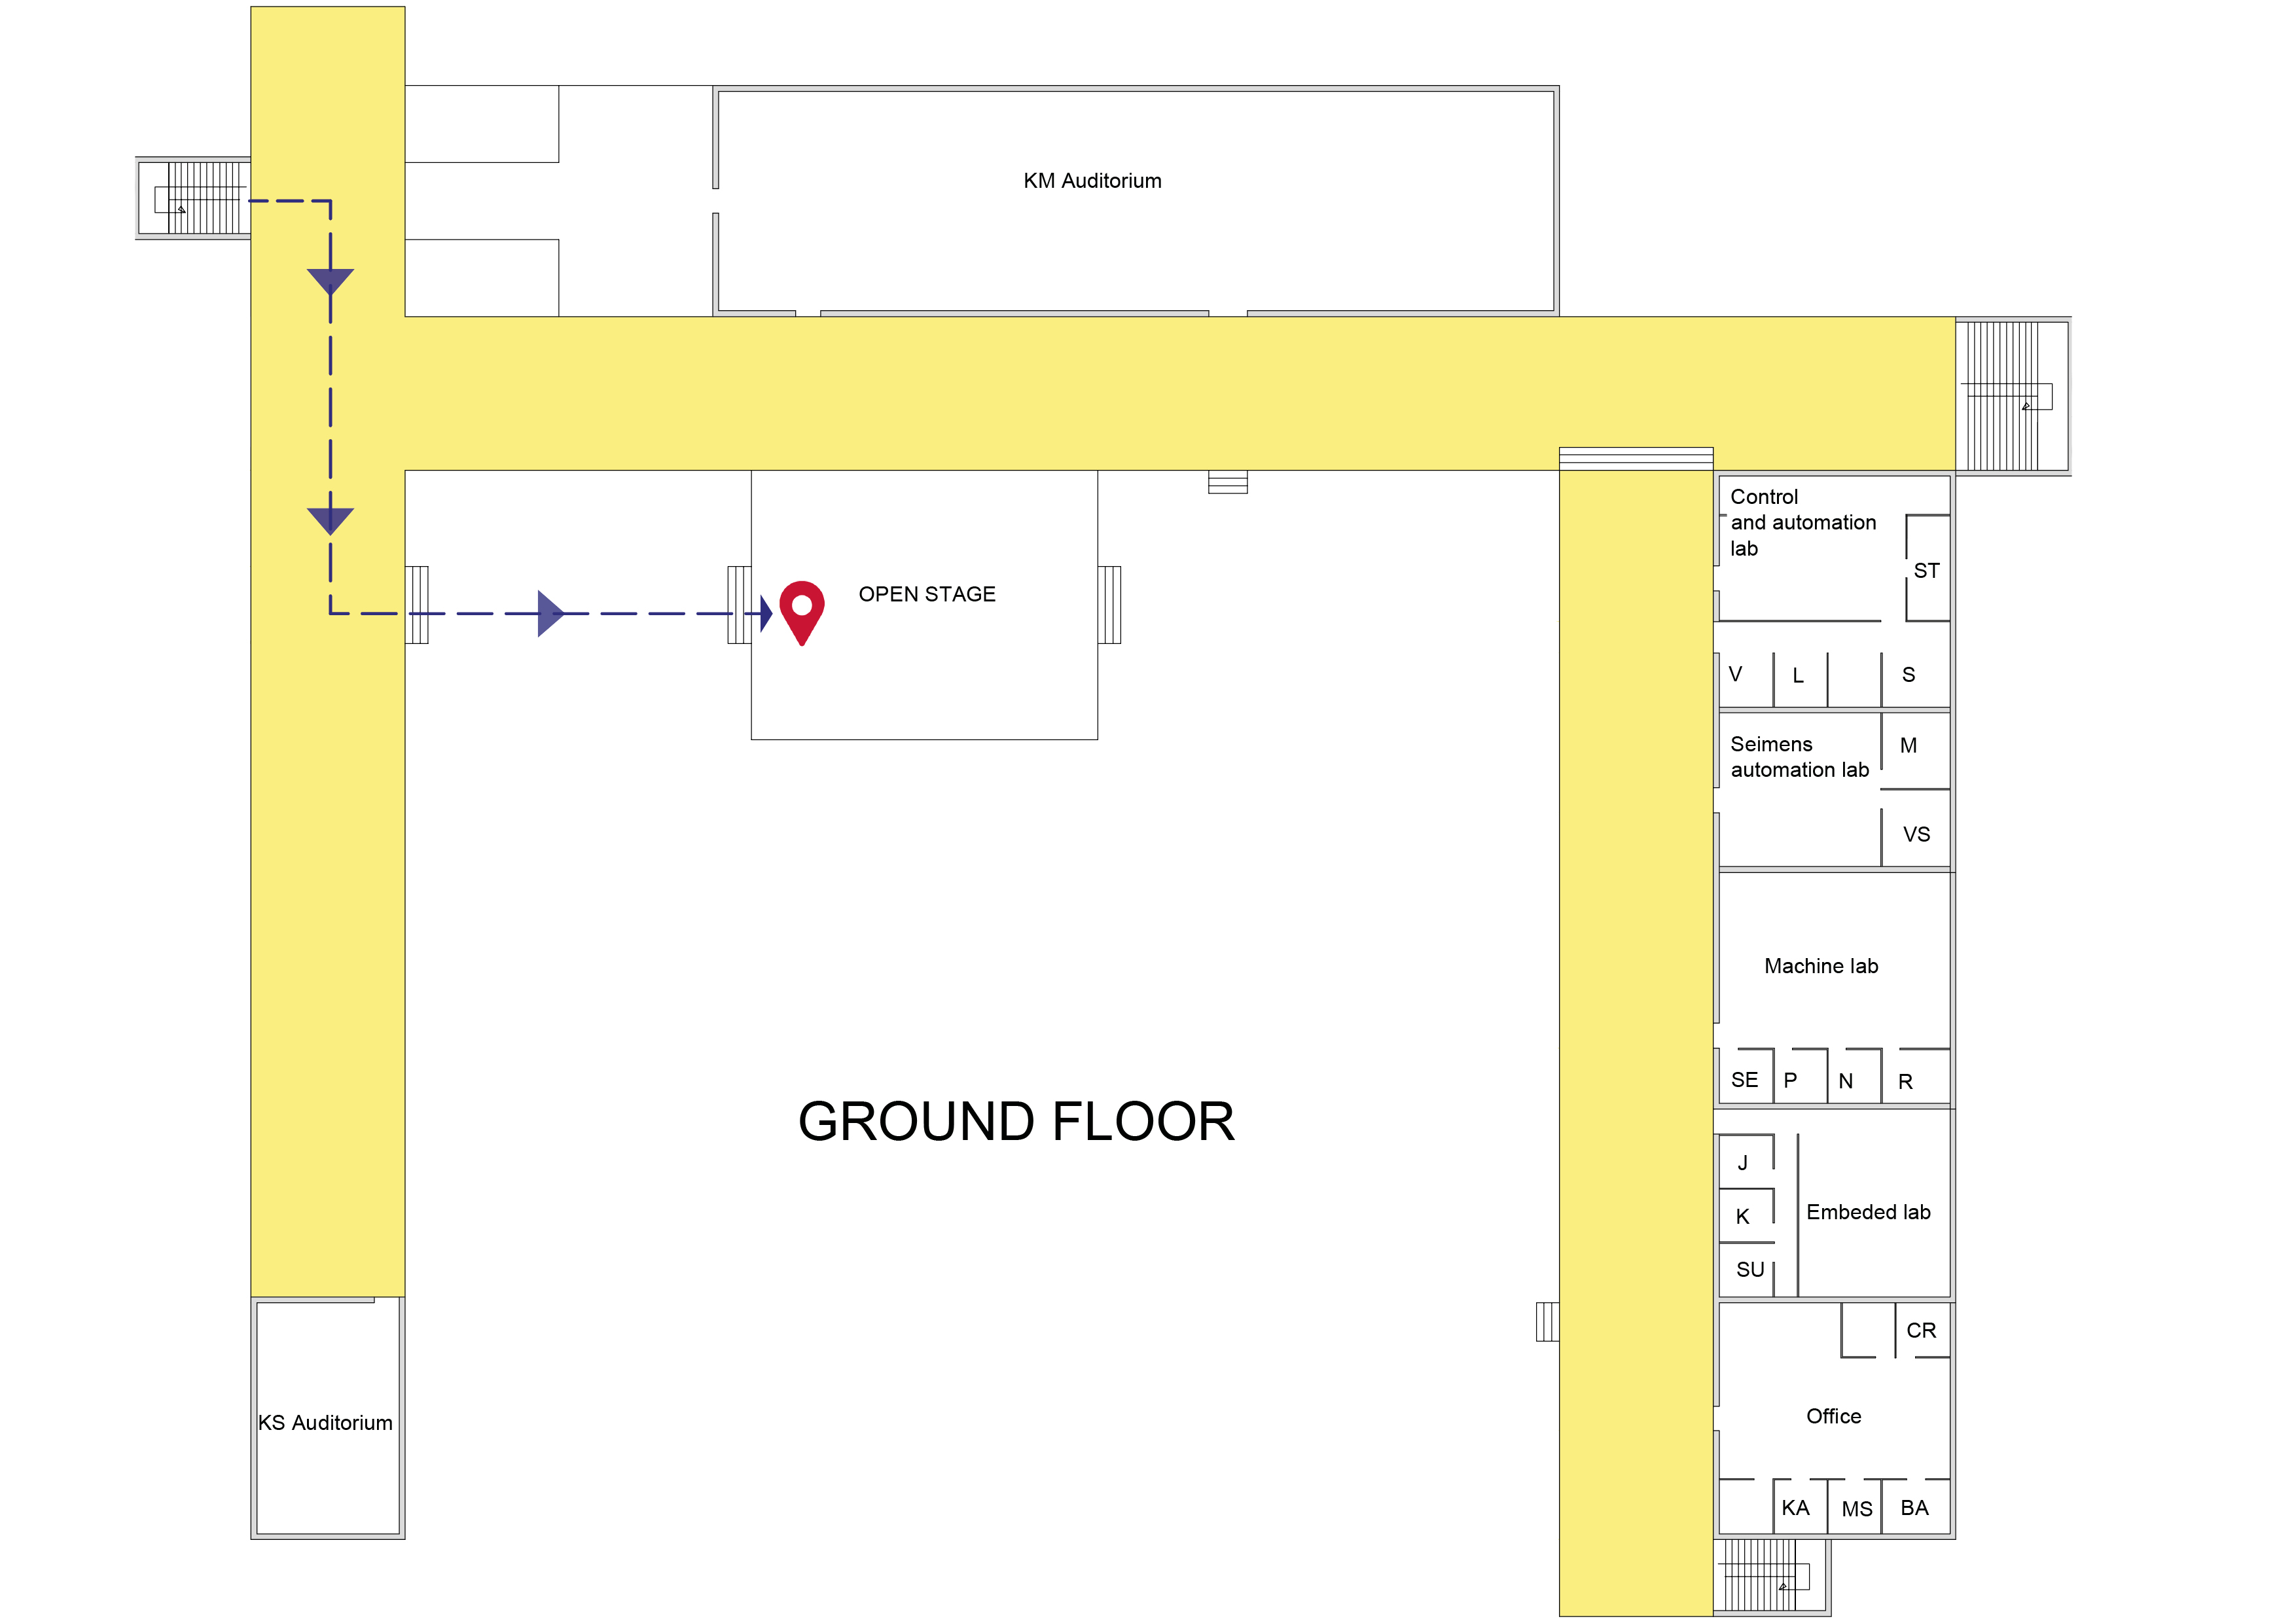 KM Auditorium
Control
and automation
lab
ST
OPEN STAGE
V
L
S
Seimens
automation lab
M
VS
Machine lab
SE
P
N
R
GROUND FLOOR
J
K
Embeded lab
SU
CR
KS Auditorium
Office
KA
MS
BA